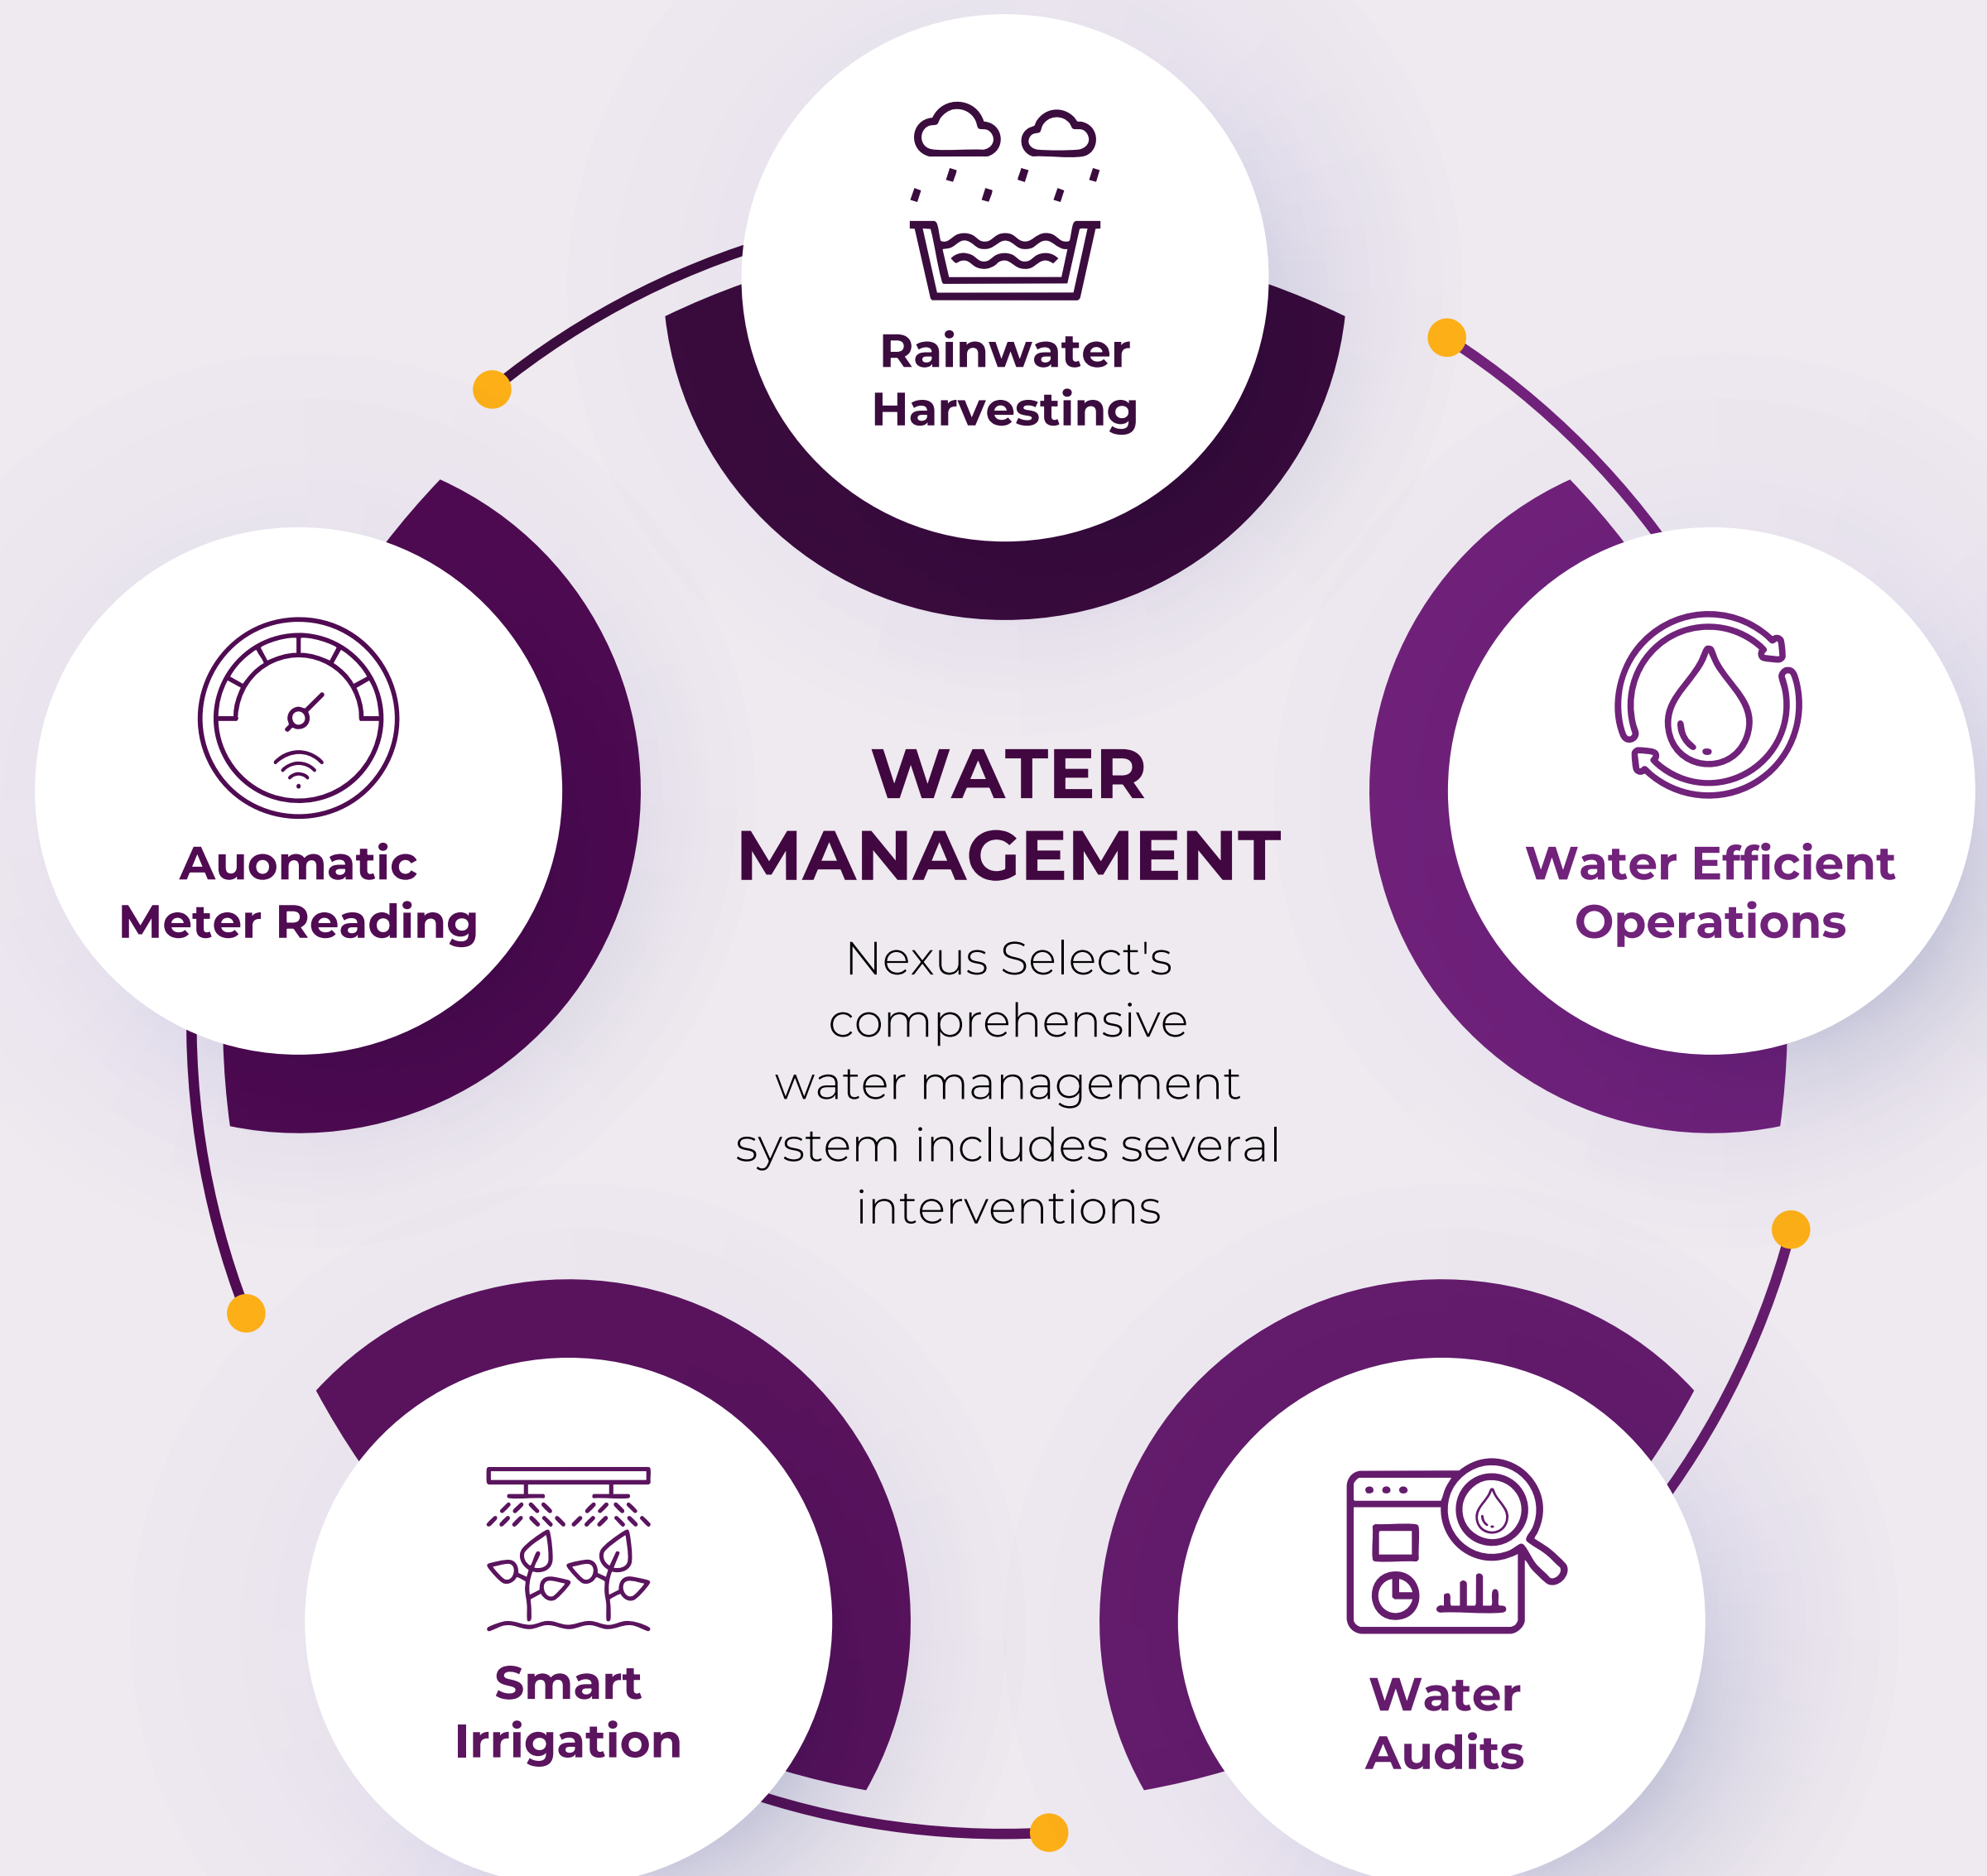 Rainwater
Harvesting
Auomatic
Meter Reading
Water Efficient
Operations
WATER
MANAGEMENT
Nexus Select's
comprehensive
water management
system includes several
interventions
Smart
Irrigation
Water
Audits